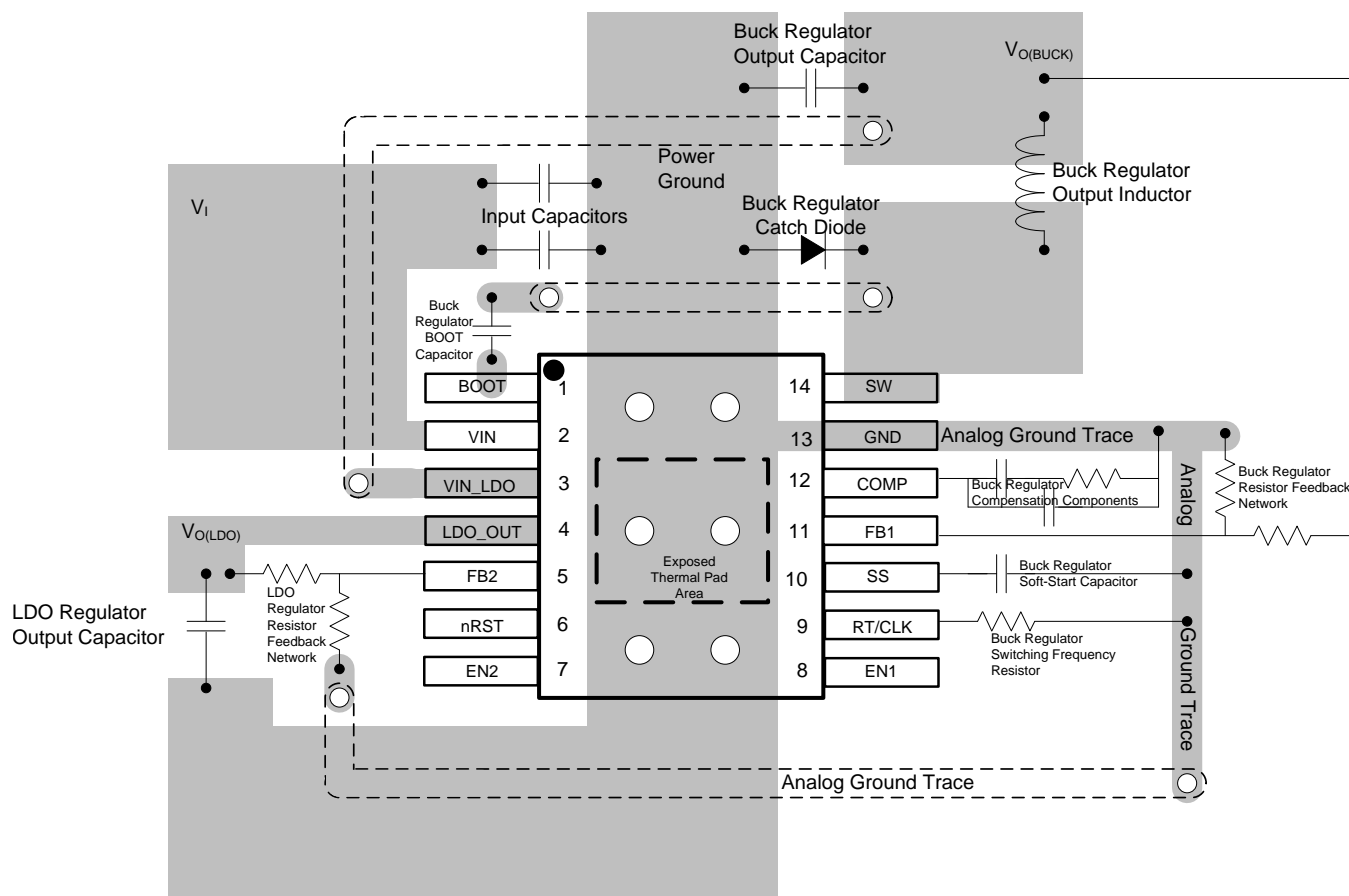 Buck Regulator
Output Capacitor
VO(BUCK)
Power
Ground
Buck Regulator
Output Inductor
VI
Input Capacitors
Buck Regulator
Catch Diode
Buck
Regulator
BOOT
Capacitor
BOOT
1
14
SW
VIN
2
13
GND
Analog Ground Trace
VIN_LDO
3
12
COMP
Buck Regulator
Compensation Components
Analog
Ground Trace
Buck Regulator
Resistor Feedback
Network
VO(LDO)
LDO_OUT
4
11
FB1
FB2
5
10
SS
Buck Regulator
Soft-Start Capacitor
Exposed
Thermal Pad
Area
LDO Regulator
Output Capacitor
LDO
Regulator
Resistor
Feedback
Network
nRST
6
9
RT/CLK
Buck Regulator
Switching Frequency
Resistor
EN2
7
8
EN1
Analog Ground Trace